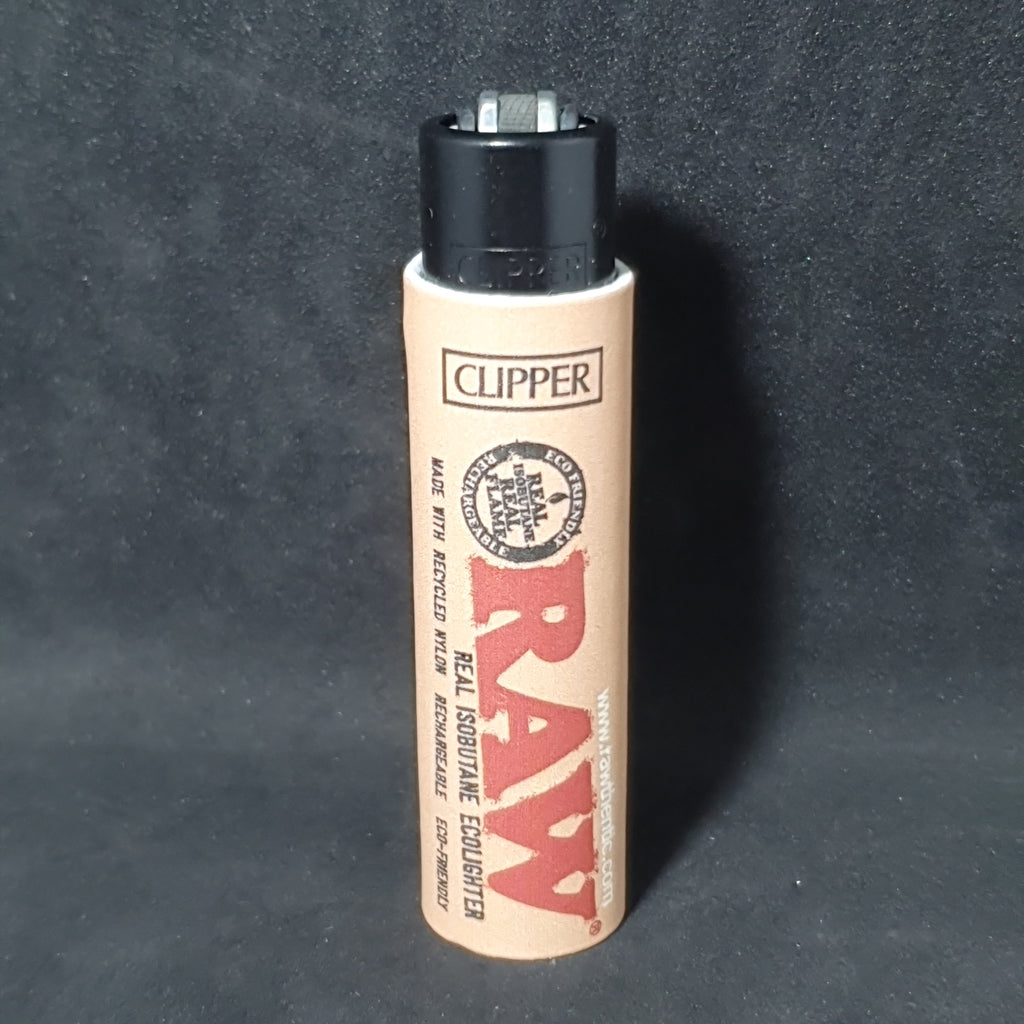 CLIPPER
CLIPPER
ECO FRIENDLY
RECHARGEABLE
REAL
ISOBUTANE
REAL
FLAME
RAW®
www.rawthentic.com
REAL ISOBUTANE ECOLIGHTER
MADE WITH RECYCLED NYLON RECHARGEABLE ECO-FRIENDLY